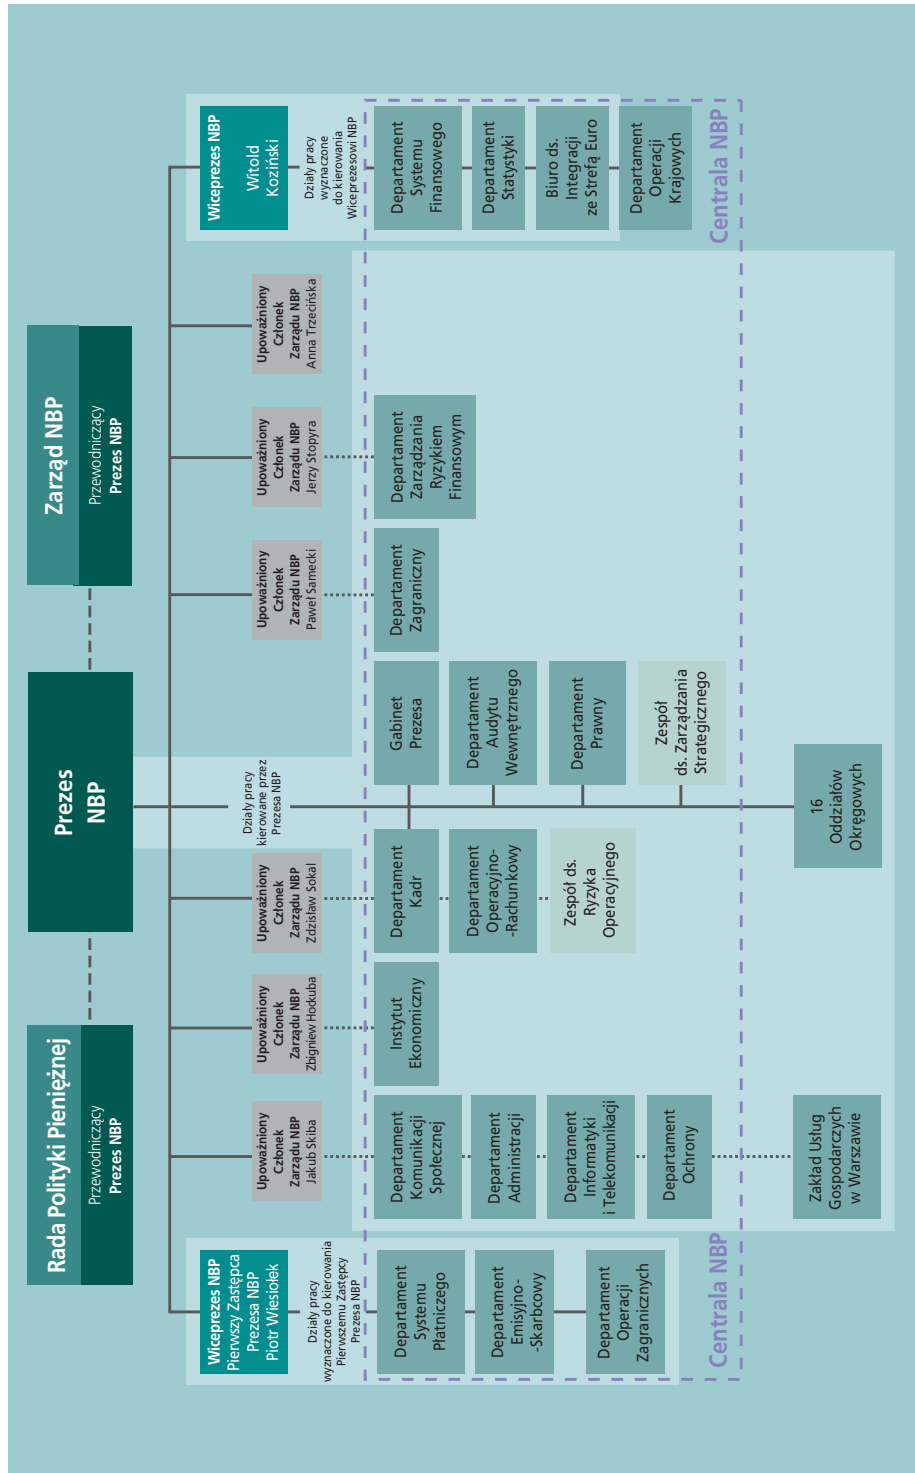 Rada Polityki Pieniężnej
Przewodniczący
Prezes NBP
Prezes
NBP
Zarząd NBP
Przewodniczący
Prezes NBP
Wiceprezes NBP
Pierwszy Zastępca
Prezesa NBP
Piotr Wiesiołek
Upoważniony
Członek
Zarządu NBP
Jakub Skiba
Upoważniony
Członek
Zarządu NBP
Zbigniew Hockuba
Upoważniony
Członek
Zarządu NBP
Zdzisław Sokal
Działy pracy
kierowane przez
Prezesa NBP
Upoważniony
Członek
Zarządu NBP
Paweł Samecki
Upoważniony
Członek
Zarządu NBP
Jerzy Stopyra
Upoważniony
Członek
Zarządu NBP
Anna Trzecińska
Wiceprezes NBP
Witold
Koziński
Działy pracy
wyznaczone do kierowania
Pierwszemu Zastępcy
Prezesa NBP
Działy pracy
wyznaczone
do kierowania
Wiceprezesowi NBP
Departament
Systemu
Płatniczego
Departament
Emisyjno-
-Skarbcowy
Departament
Operacji
Zagranicznych
Departament
Komunikacji
Społecznej
Departament
Administracji
Departament
Informatyki
i Telekomunikacji
Departament
Ochrony
Zakład Usług
Gospodarczych
w Warszawie
Instytut
Ekonomiczny
Departament
Kadr
Departament
Operacyjno-
-Rachunkowy
Zespół ds.
Ryzyka
Operacyjnego
Gabinet
Prezesa
Departament
Audytu
Wewnętrznego
Departament
Prawny
Zespół
ds. Zarządzania
Strategicznego
16
Oddziałów
Okręgowych
Departament
Zagraniczny
Departament
Zarządzania
Ryzykiem
Finansowym
Departament
Systemu
Finansowego
Departament
Statystyki
Biuro ds.
Integracji
ze Strefą Euro
Departament
Operacji
Krajowych
Centrala NBP
Centrala NBP